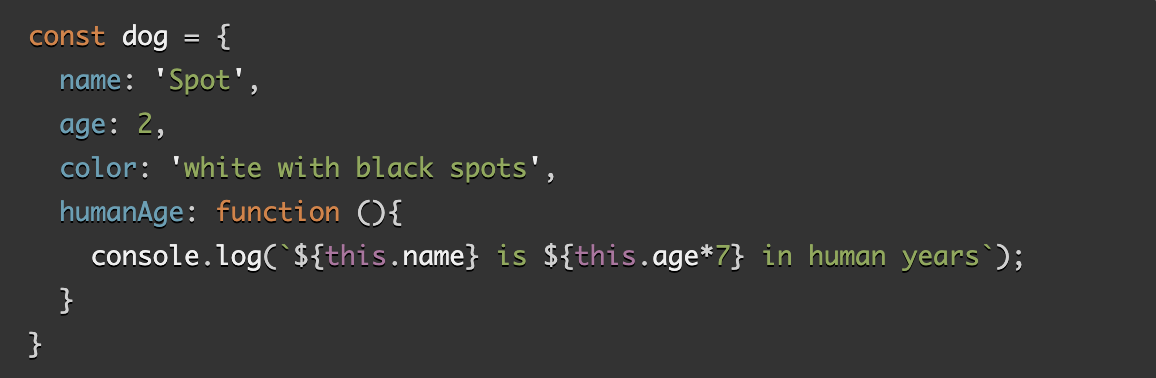 const dog = {
  name: 'Spot',
  age: 2,
  color: 'white with black spots',
  humanAge: function (){
    console.log(`${this.name} is ${this.age*7} in human years`);
  }
}